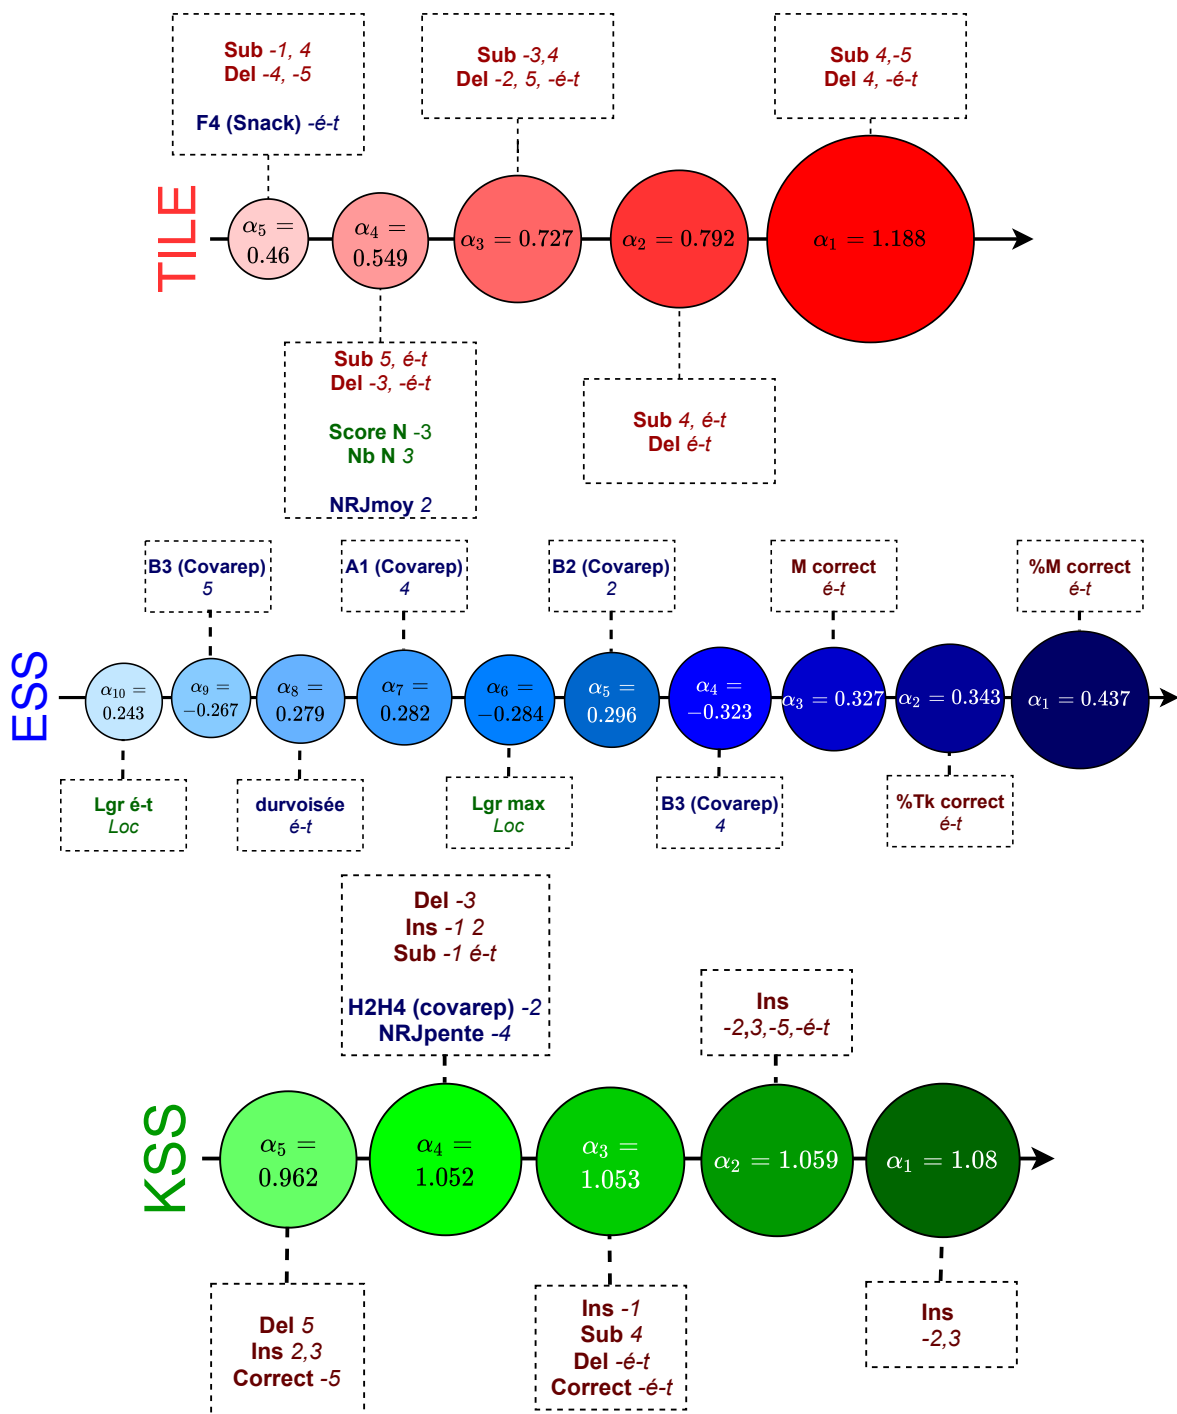 Sub -1, 4
Del -4, -5
F4 (Snack) -é-t
Sub -3,4
Del -2, 5, -é-t
Sub 4,-5
Del 4, -é-t
TILE
α5 =
0.46
α4 =
0.549
α3 = 0.727
α2 = 0.792
α1 = 1.188
Sub 5, é-t
Del -3, -é-t
Score N -3
Nb N 3
NRJmoy 2
Sub 4, é-t
Del é-t
B3 (Covarep)
5
A1 (Covarep)
4
B2 (Covarep)
2
M correct
é-t
%M correct
é-t
ESS
α10 =
0.243
α9 =
−0.267
α8 =
0.279
α7 =
0.282
α6 =
−0.284
α5 =
0.296
α4 =
−0.323
α3 = 0.327
α2 = 0.343
α1 = 0.437
Lgr é-t
Loc
durvoisée
é-t
Lgr max
Loc
B3 (Covarep)
4
%Tk correct
é-t
Del -3
Ins -1 2
Sub -1 é-t
H2H4 (covarep) -2
NRJpente -4
Ins
-2,3,-5,-é-t
KSS
α5 =
0.962
α4 =
1.052
α3 =
1.053
α2 = 1.059
α1 = 1.08
Del 5
Ins 2,3
Correct -5
Ins -1
Sub 4
Del -é-t
Correct -é-t
Ins
-2,3